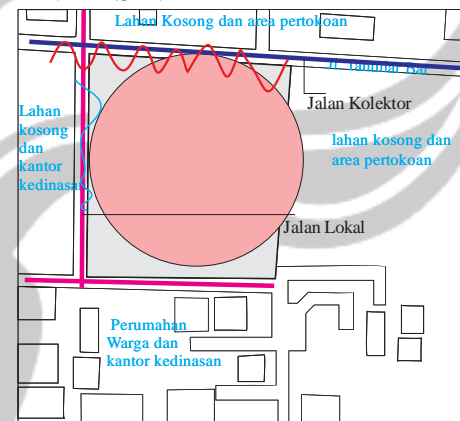 Lahan Kosong dan area pertokoan
Jalan Kolektor
Lahan
kosong
dan
kantor
kedinasan
lahan kosong dan
area pertokoan
Jalan Lokal
Perumahan
Warga dan
kantor kedinasan